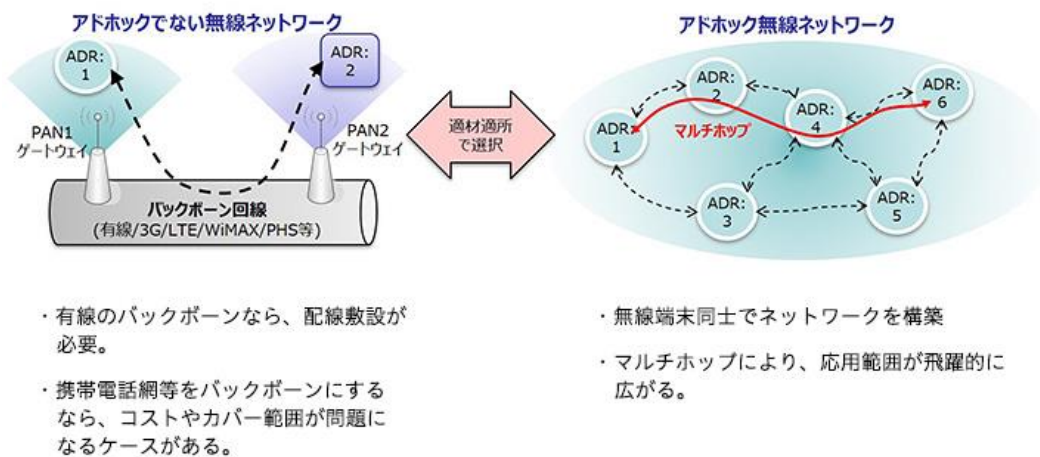 アドホックでない無線ネットワーク
ADR:
1
ADR:
2
PAN1
ゲートウェイ
PAN2
ゲートウェイ
バックボーン回線
(有線/3G/LTE/WiMAX/PHS等)
適材適所
で選択
アドホック無線ネットワーク
ADR:
1
ADR:
2
ADR:
3
ADR:
4
ADR:
5
ADR:
6
マルチホップ
・有線のバックボーンなら、配線敷設が
必要。
・携帯電話網等をバックボーンにする
なら、コストやカバー範囲が問題に
なるケースがある。
・無線端末同士でネットワークを構築
・マルチホップにより、応用範囲が飛躍的に
広がる。